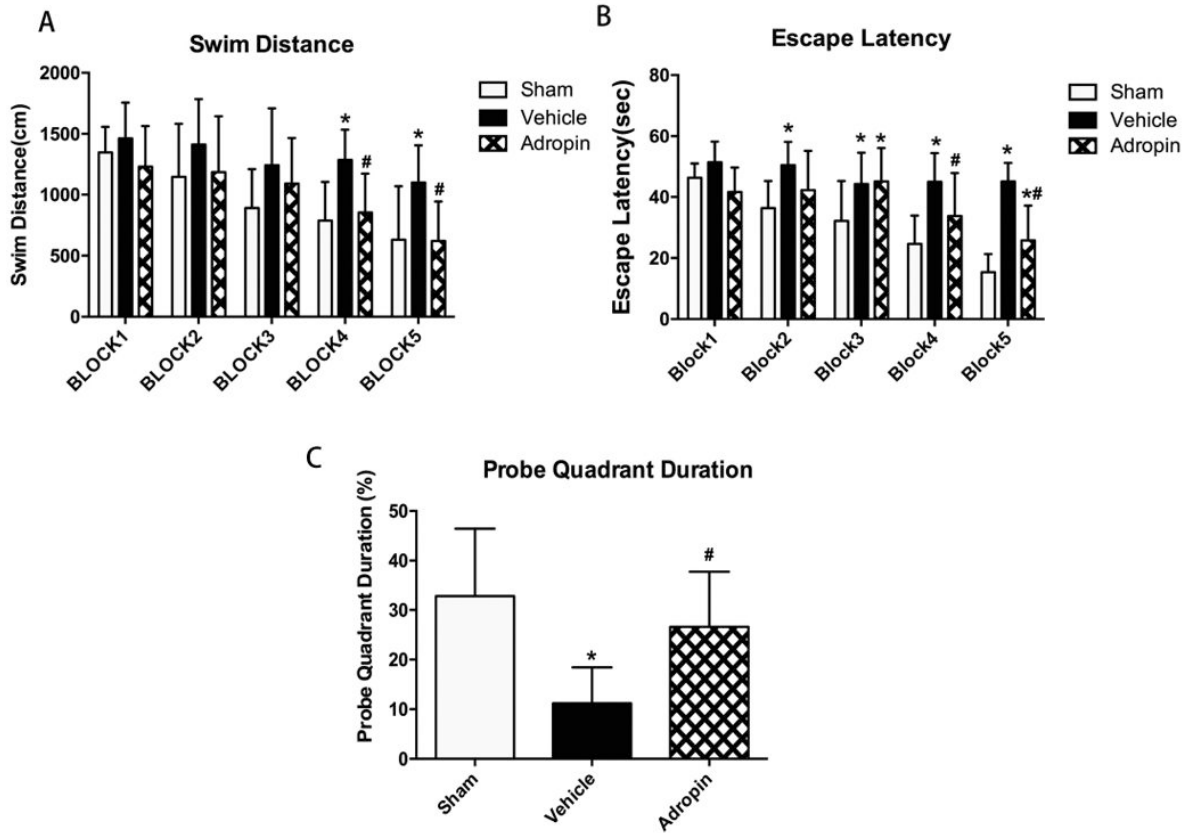 A
Swim Distance
Swim Distance(cm)
2000
1500
1000
500
0
* * # #
BLOCK1 BLOCK2 BLOCK3 BLOCK4 BLOCK5
Sham
Vehicle
Adropin
B
Escape Latency
Escape Latency(sec)
80
60
40
20
0
* * * * # * *#
Block1 Block2 Block3 Block4 Block5
Sham
Vehicle
Adropin
C
Probe Quadrant Duration
Probe Quadrant Duration (%)
50
40
30
20
10
0
* #
Sham Vehicle Adropin